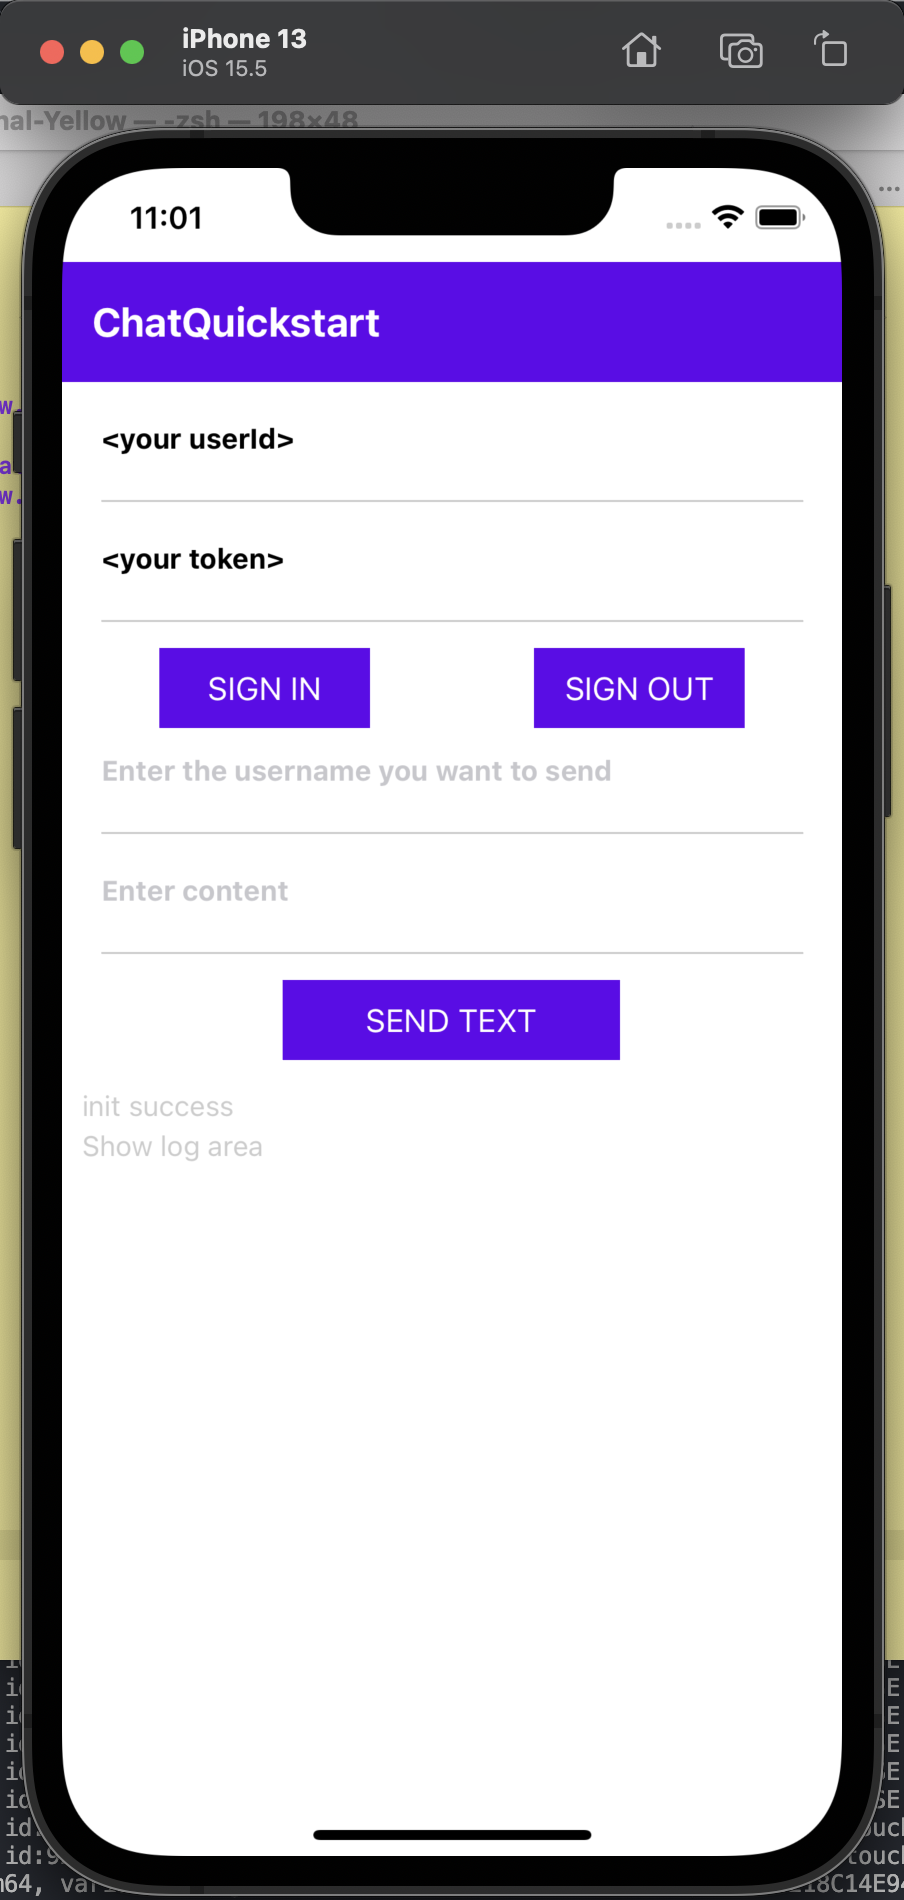 iPhone 13
iOS 15.5
nal-Yellow — -zsh — 198×48
11:01
ChatQuickstart
<your userId>
<your token>
SIGN IN
SIGN OUT
Enter the username you want to send
Enter content
SEND TEXT
init success
Show log area